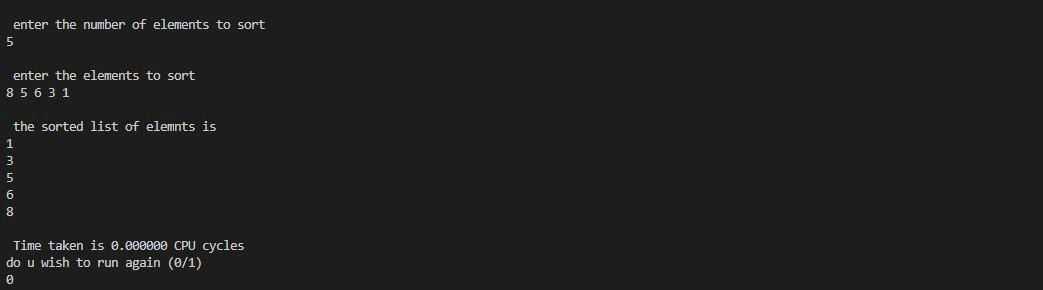 enter the number of elements to sort
5
enter the elements to sort
8 5 6 3 1
the sorted list of elemnts is
1
3
5
6
8
Time taken is 0.000000 CPU cycles
do u wish to run again (0/1)
0